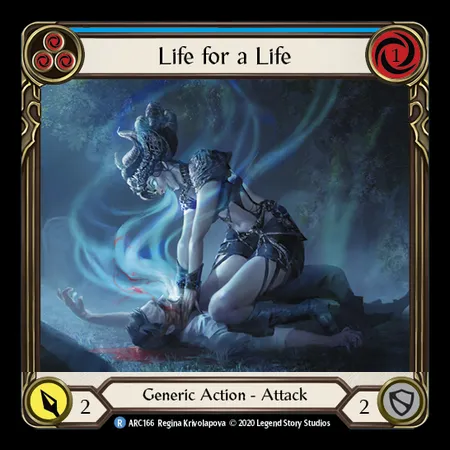 1
Life for a Life
Generic Action - Attack
2
2
R ARC166 Regina Krivolapova © 2020 Legend Story Studios